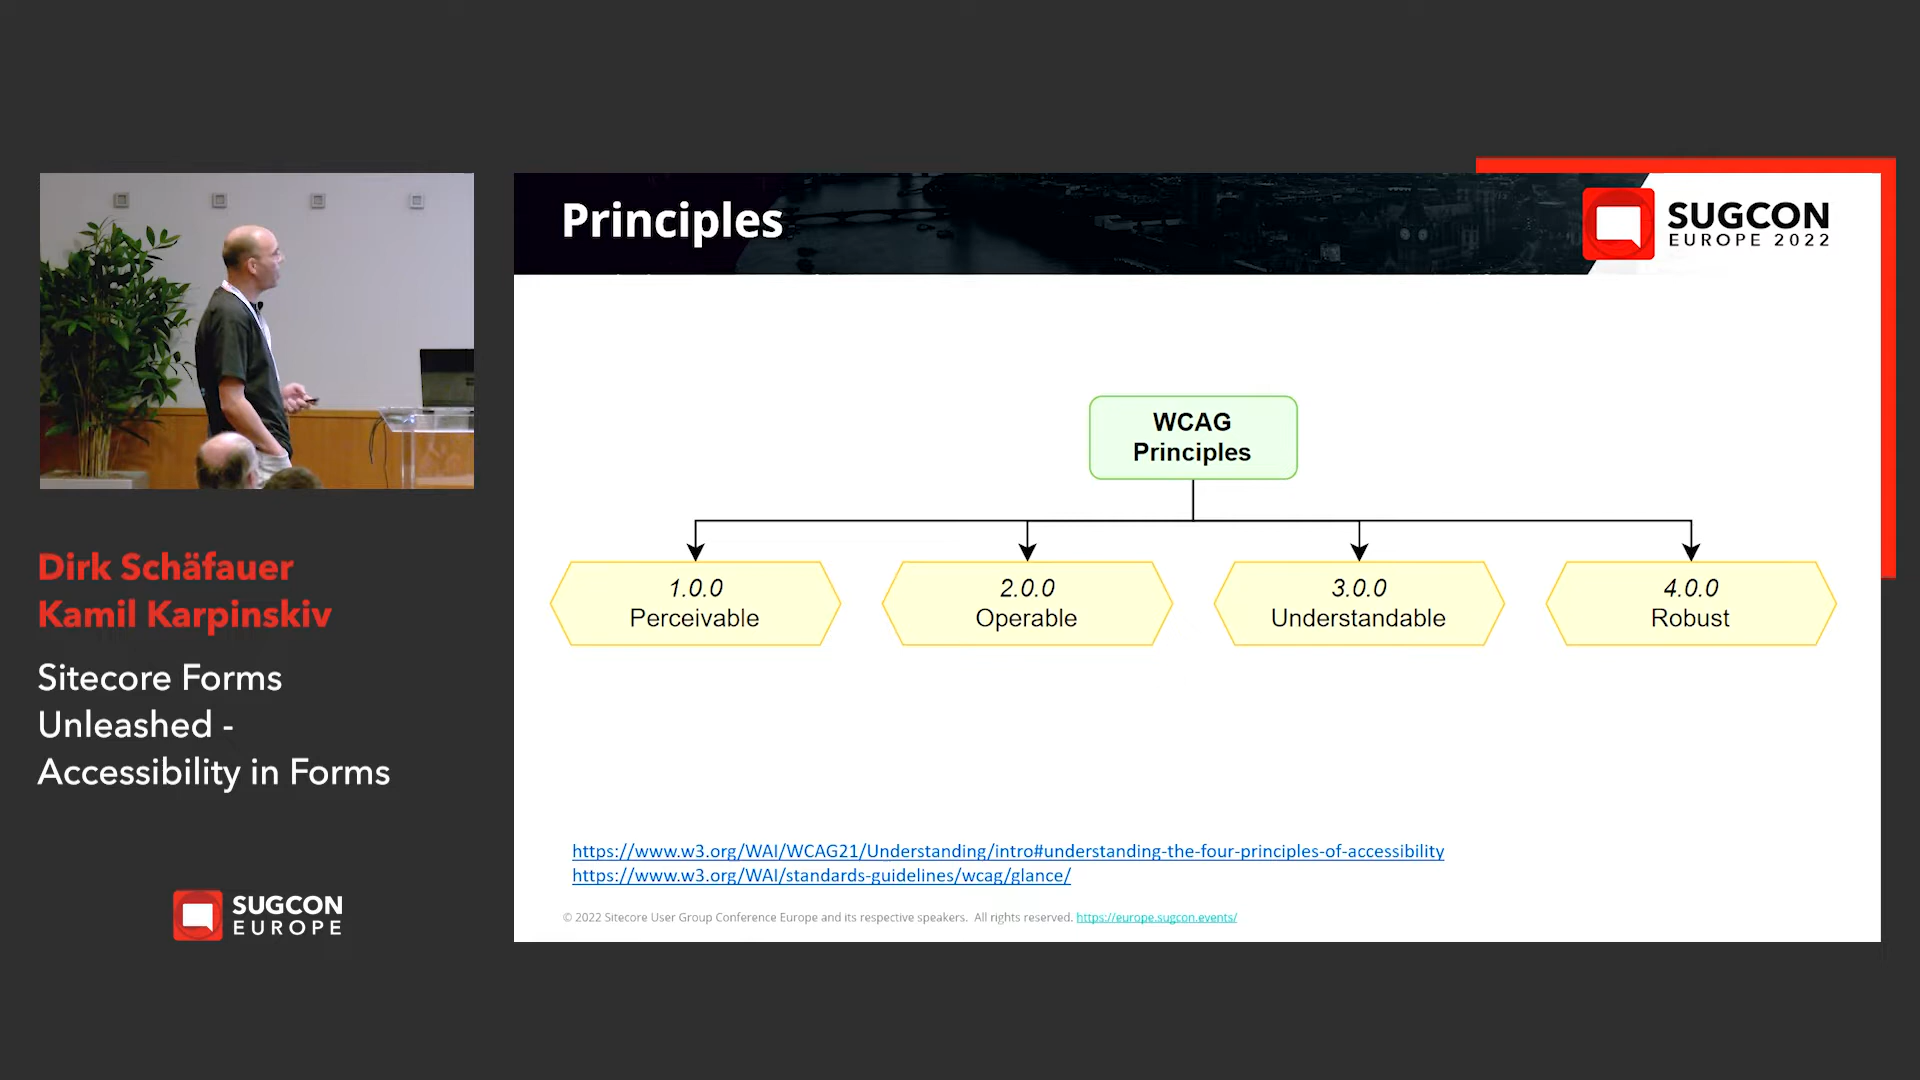 Principles
SUGCON
EUROPE 2022
WCAG
Principles
1.0.0
Perceivable
2.0.0
Operable
3.0.0
Understandable
4.0.0
Robust
https://www.w3.org/WAI/WCAG21/Understanding/intro#understanding-the-four-principles-of-accessibility
https://www.w3.org/WAI/standards-guidelines/wcag/glance/
© 2022 Sitecore User Group Conference Europe and its respective speakers. All rights reserved. https://europe.sugcon.events/
Dirk Schäfauer
Kamil Karpinskiv
Sitecore Forms
Unleashed -
Accessibility in Forms
SUGCON
EUROPE